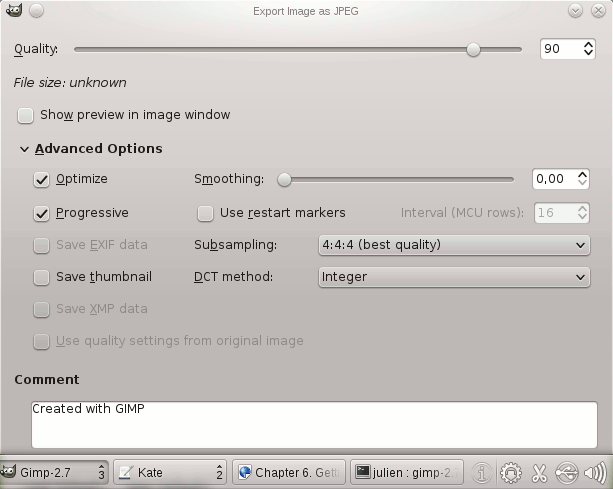 Export Image as JPEG
Quality: 90
File size: unknown
Show preview in image window
Advanced Options
Optimize Smoothing: 0,00
Progressive Use restart markers Interval (MCU rows): 16
Save EXIF data Subsampling: 4:4:4 (best quality)
Save thumbnail DCT method: Integer
Save XMP data
Use quality settings from original image
Comment
Created with GIMP
Gimp-2.7 3 Kate 2 Chapter 6. Gett julien : gimp-2.7